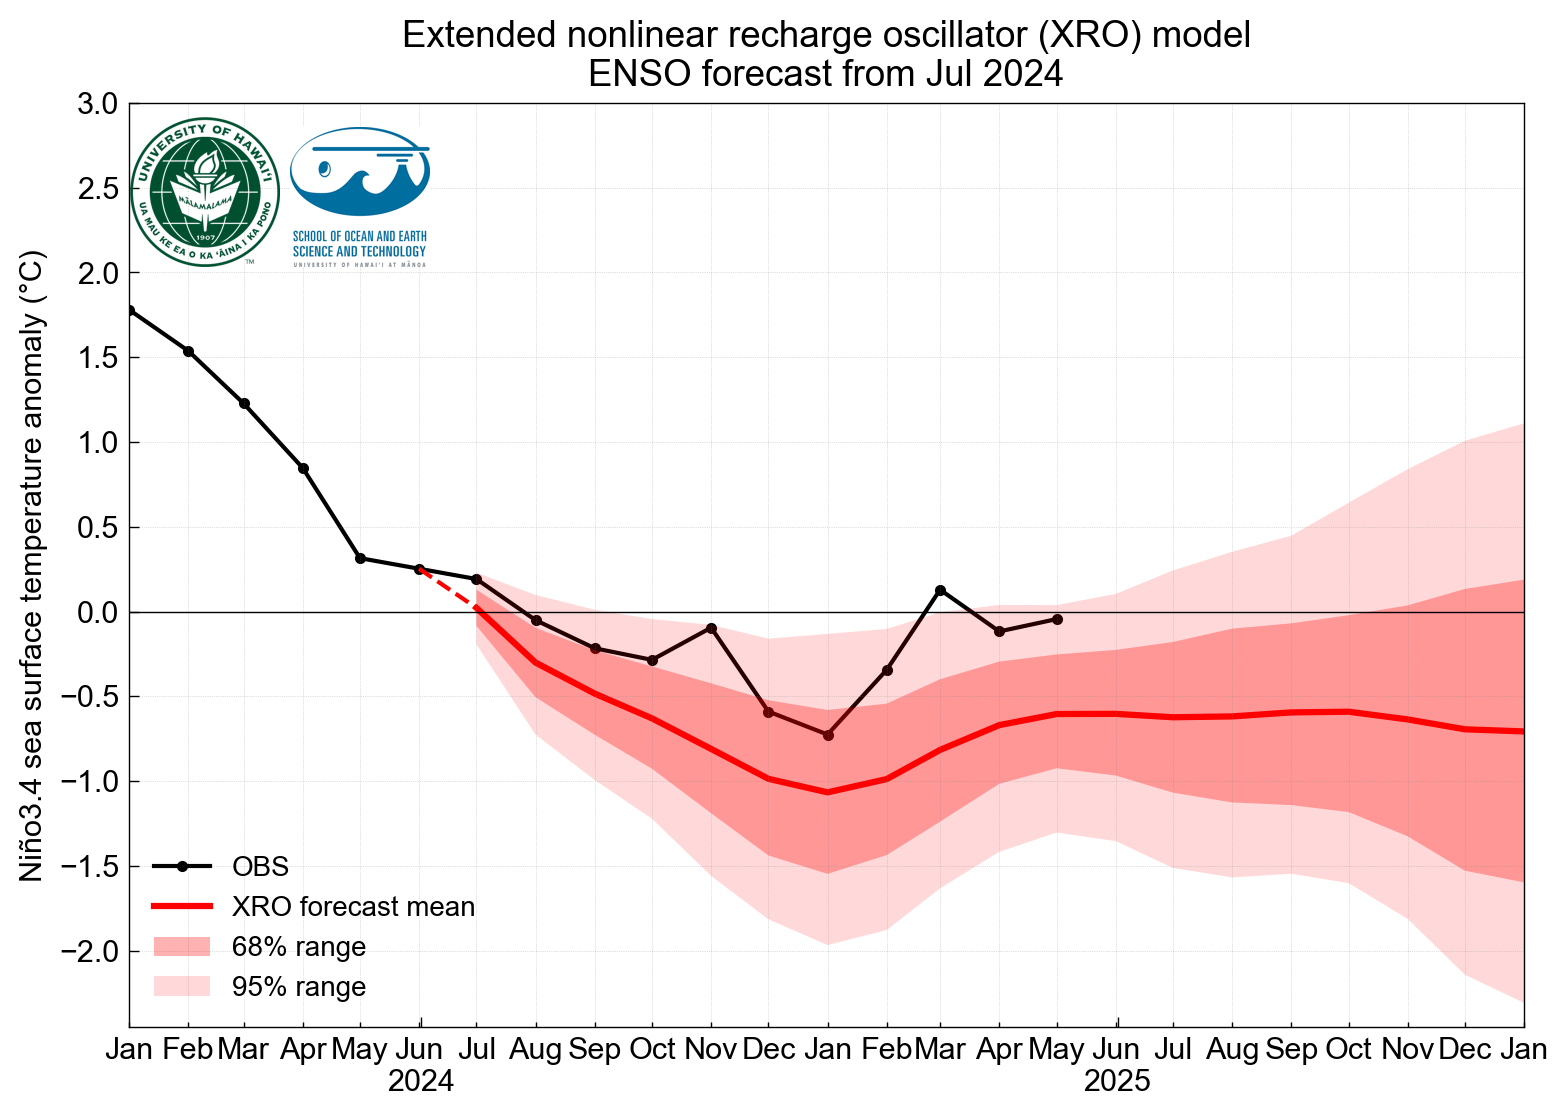 Extended nonlinear recharge oscillator (XRO) model
ENSO forecast from Jul 2024
UNIVERSITY OF HAWAI‘I
MĀLAMALAMA
1907
UA MAU KE EA O KA ‘ĀINA I KA PONO
TM
SCHOOL OF OCEAN AND EARTH
SCIENCE AND TECHNOLOGY
UNIVERSITY OF HAWAI‘I AT MĀNOA
Niño3.4 sea surface temperature anomaly (°C)
3.0
2.5
2.0
1.5
1.0
0.5
0.0
−0.5
−1.0
−1.5
−2.0
OBS
XRO forecast mean
68% range
95% range
Jan Feb Mar Apr May Jun Jul Aug Sep Oct Nov Dec Jan Feb Mar Apr May Jun Jul Aug Sep Oct Nov Dec Jan
2024 2025